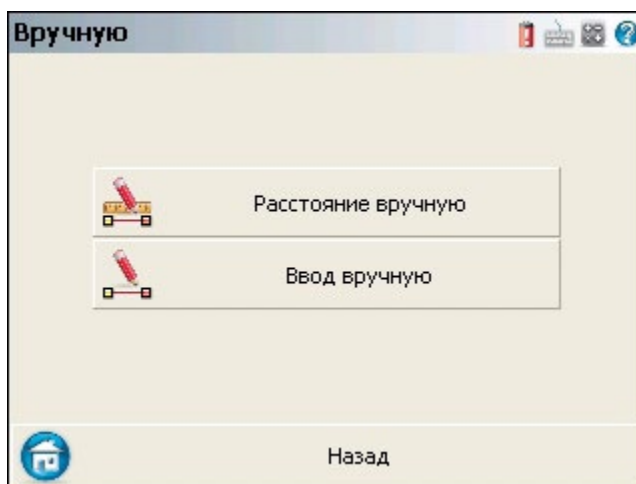 Вручную
Расстояние вручную
Ввод вручную
Назад